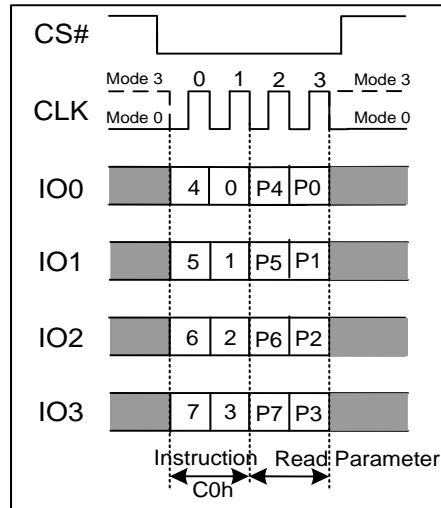 CS#
Mode 3 0 1 2 3 Mode 3
CLK
Mode 0 Mode 0
IO0 4 0 P4 P0
IO1 5 1 P5 P1
IO2 6 2 P6 P2
IO3 7 3 P7 P3
Instruction Read Parameter
C0h